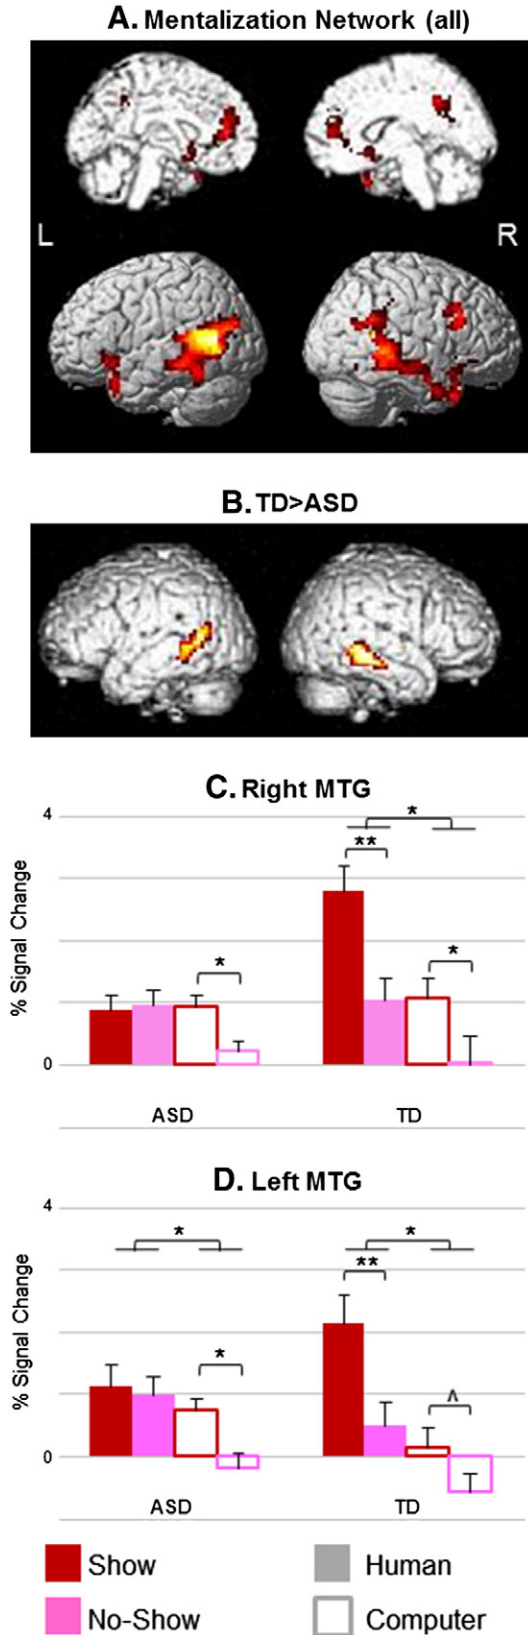 A. Mentalization Network (all)
L R
B. TD>ASD
C. Right MTG
4
*
**
*
*
% Signal Change
0
ASD TD
D. Left MTG
4
* *
**
*
^
% Signal Change
0
ASD TD
Show Human
No-Show Computer